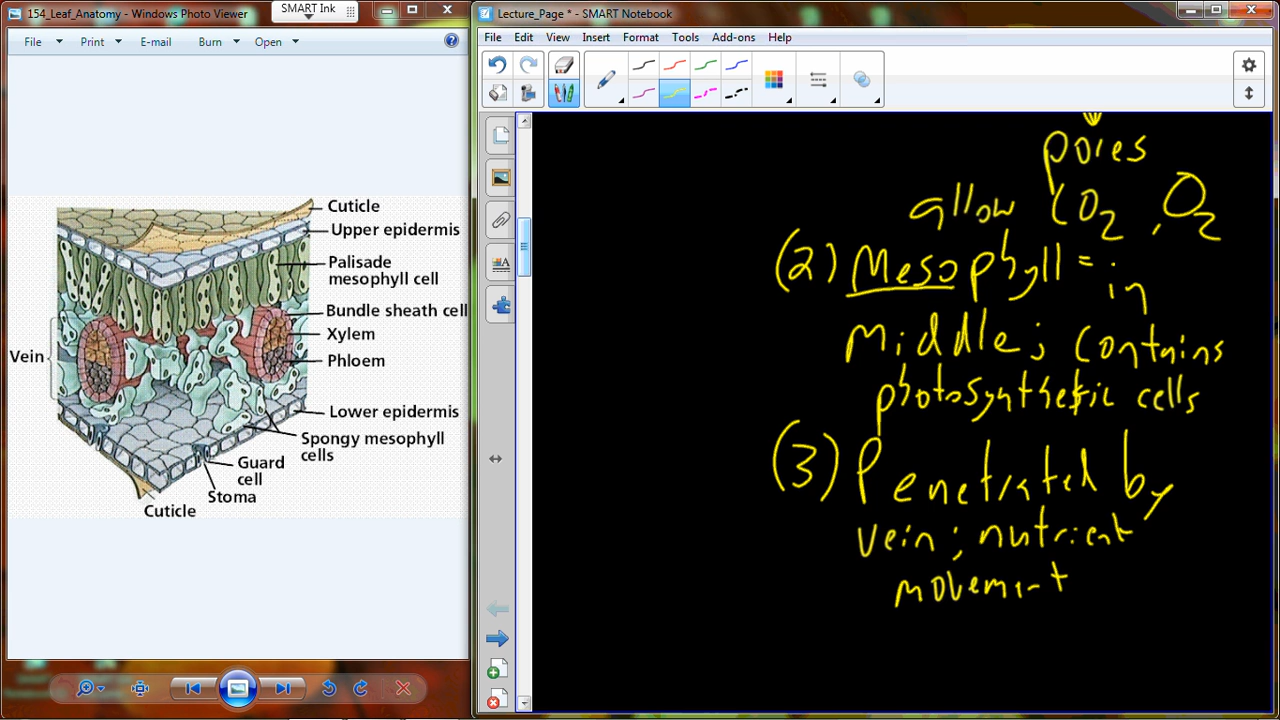 154_Leaf_Anatomy - Windows Photo Viewer
SMART Ink
File Print E-mail Burn Open
Cuticle
Upper epidermis
Palisade
mesophyll cell
Bundle sheath cell
Xylem
Vein
Phloem
Lower epidermis
Spongy mesophyll
cells
Guard
cell
Stoma
Cuticle
Lecture_Page * - SMART Notebook
File Edit View Insert Format Tools Add-ons Help
pores
allow CO2, O2
(2) Mesophyll = in
Middle; contains
photosynthetic cells
(3) Penetrated by
vein; nutrient
movement